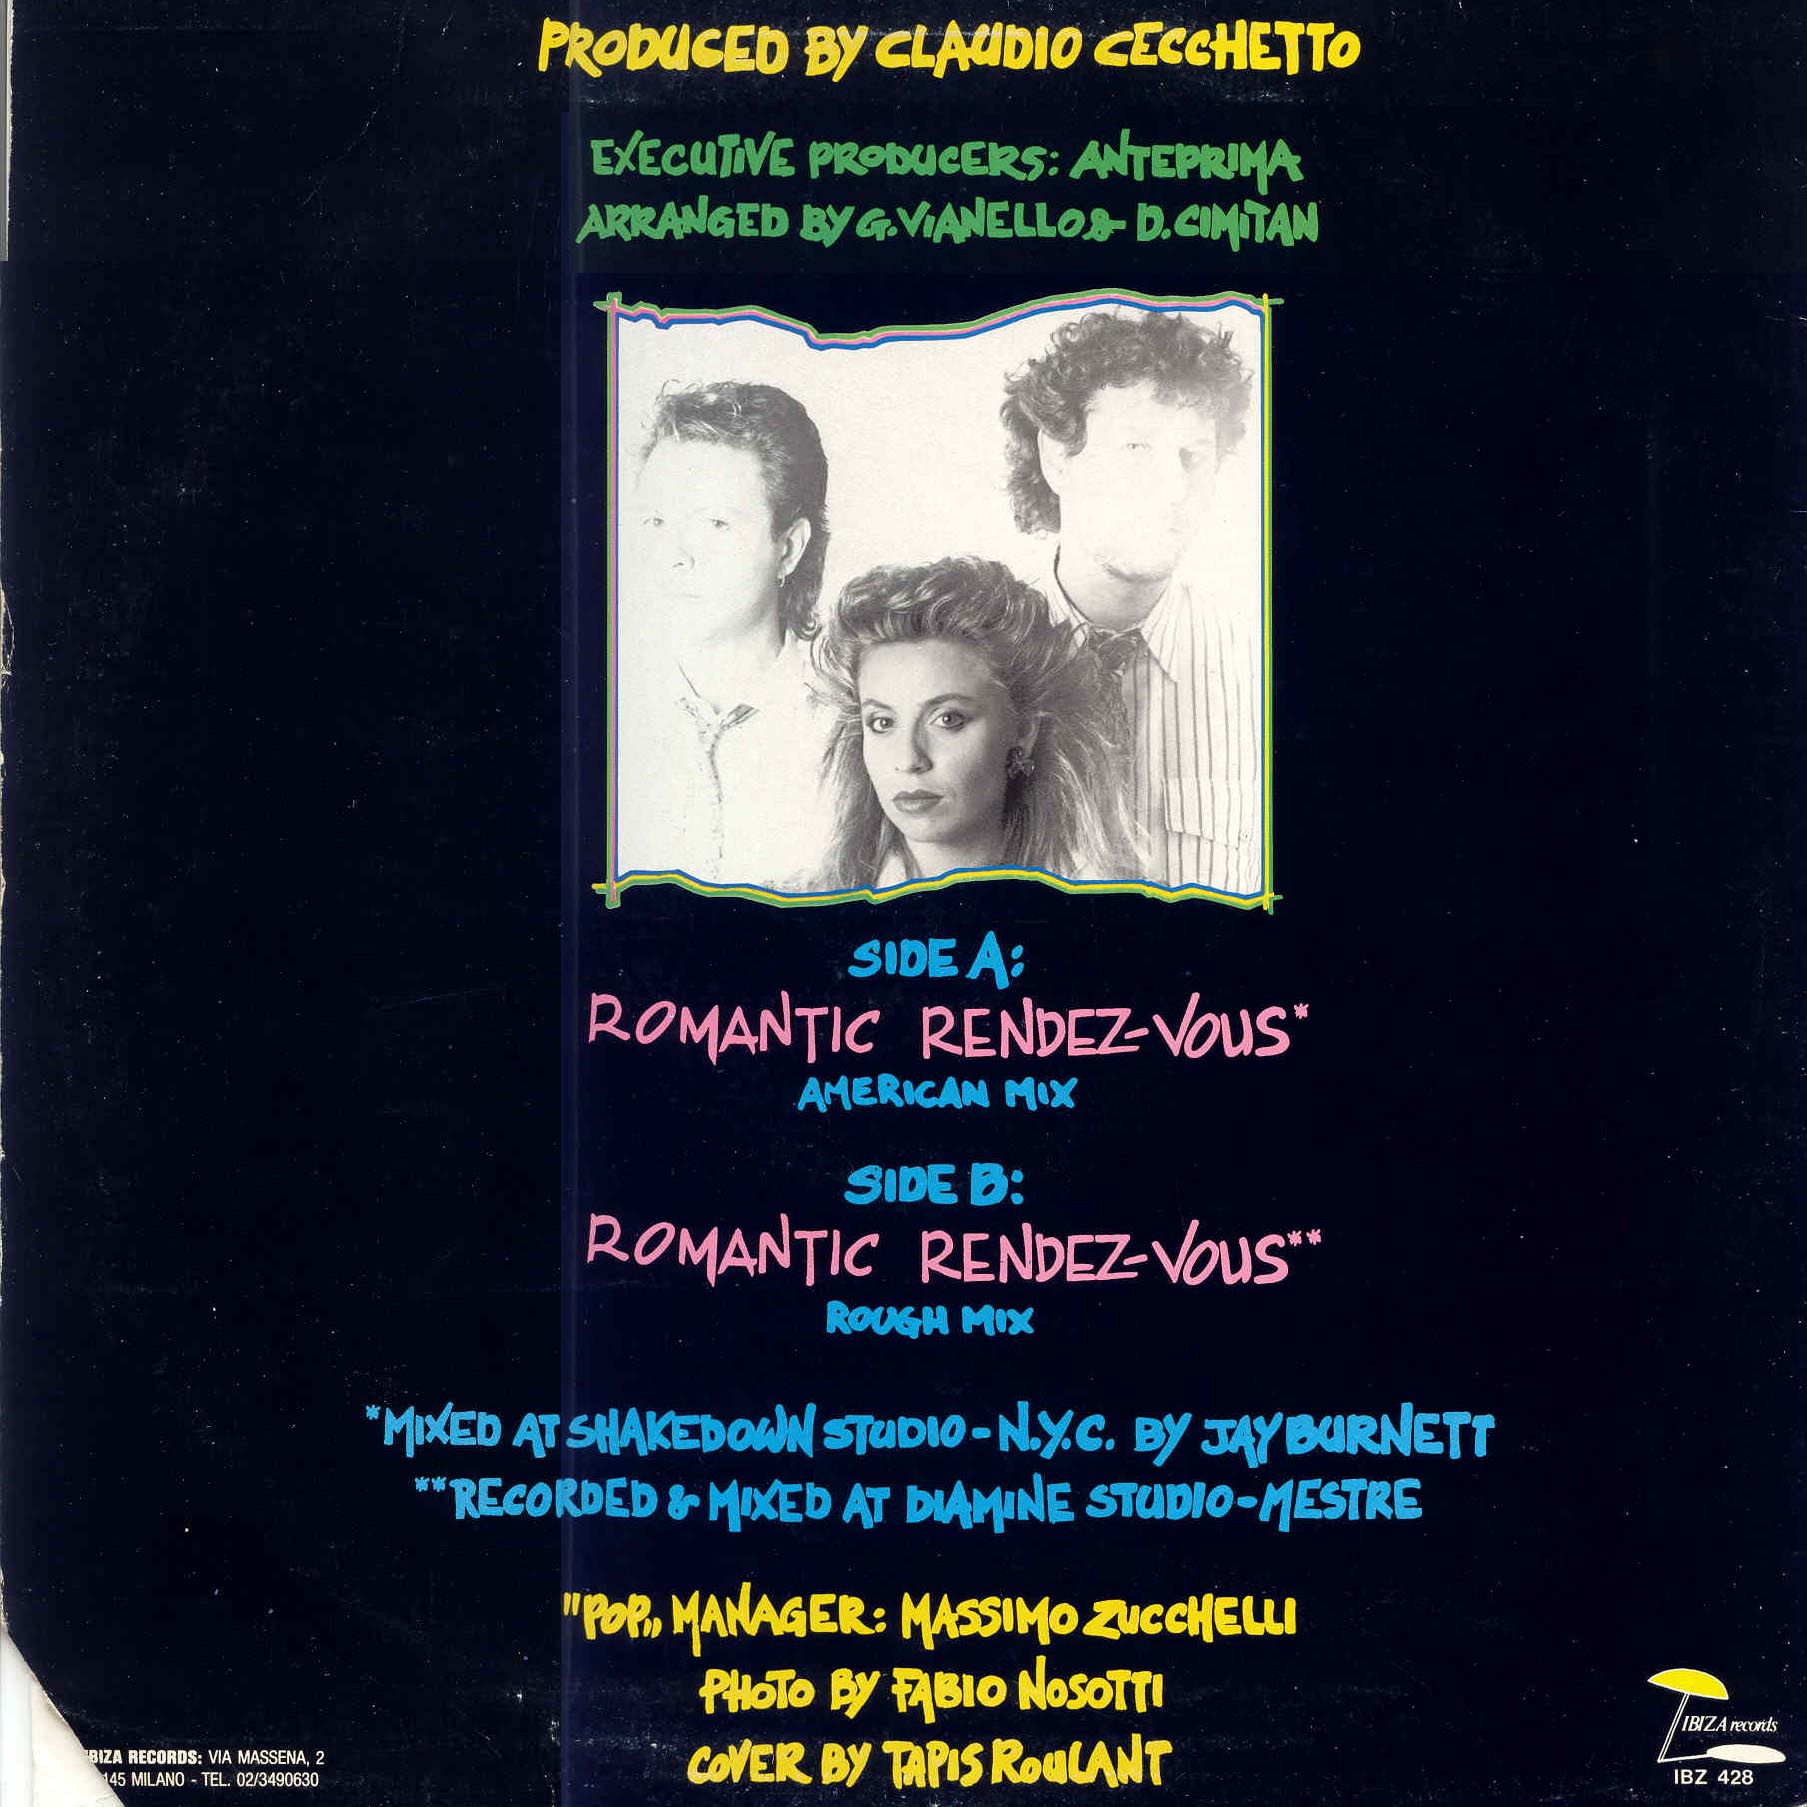 PRODUCED BY CLAUDIO CECCHETTO
EXECUTIVE PRODUCERS: ANTEPRIMA
ARRANGED BY G. VIANELLO & D. CIMITAN
SIDE A:
ROMANTIC RENDEZ-VOUS*
AMERICAN MIX
SIDE B:
ROMANTIC RENDEZ-VOUS**
ROUGH MIX
*MIXED AT SHAKEDOWN STUDIO - N.Y.C. BY JAY BURNETT
**RECORDED & MIXED AT DIAMINE STUDIO - MESTRE
"POP„ MANAGER: MASSIMO ZUCCHELLI
PHOTO BY FABIO NOSOTTI
COVER BY TAPIS ROULANT
IBIZA RECORDS: VIA MASSENA, 2
145 MILANO - TEL. 02/3490630
IBIZA records
IBZ 428